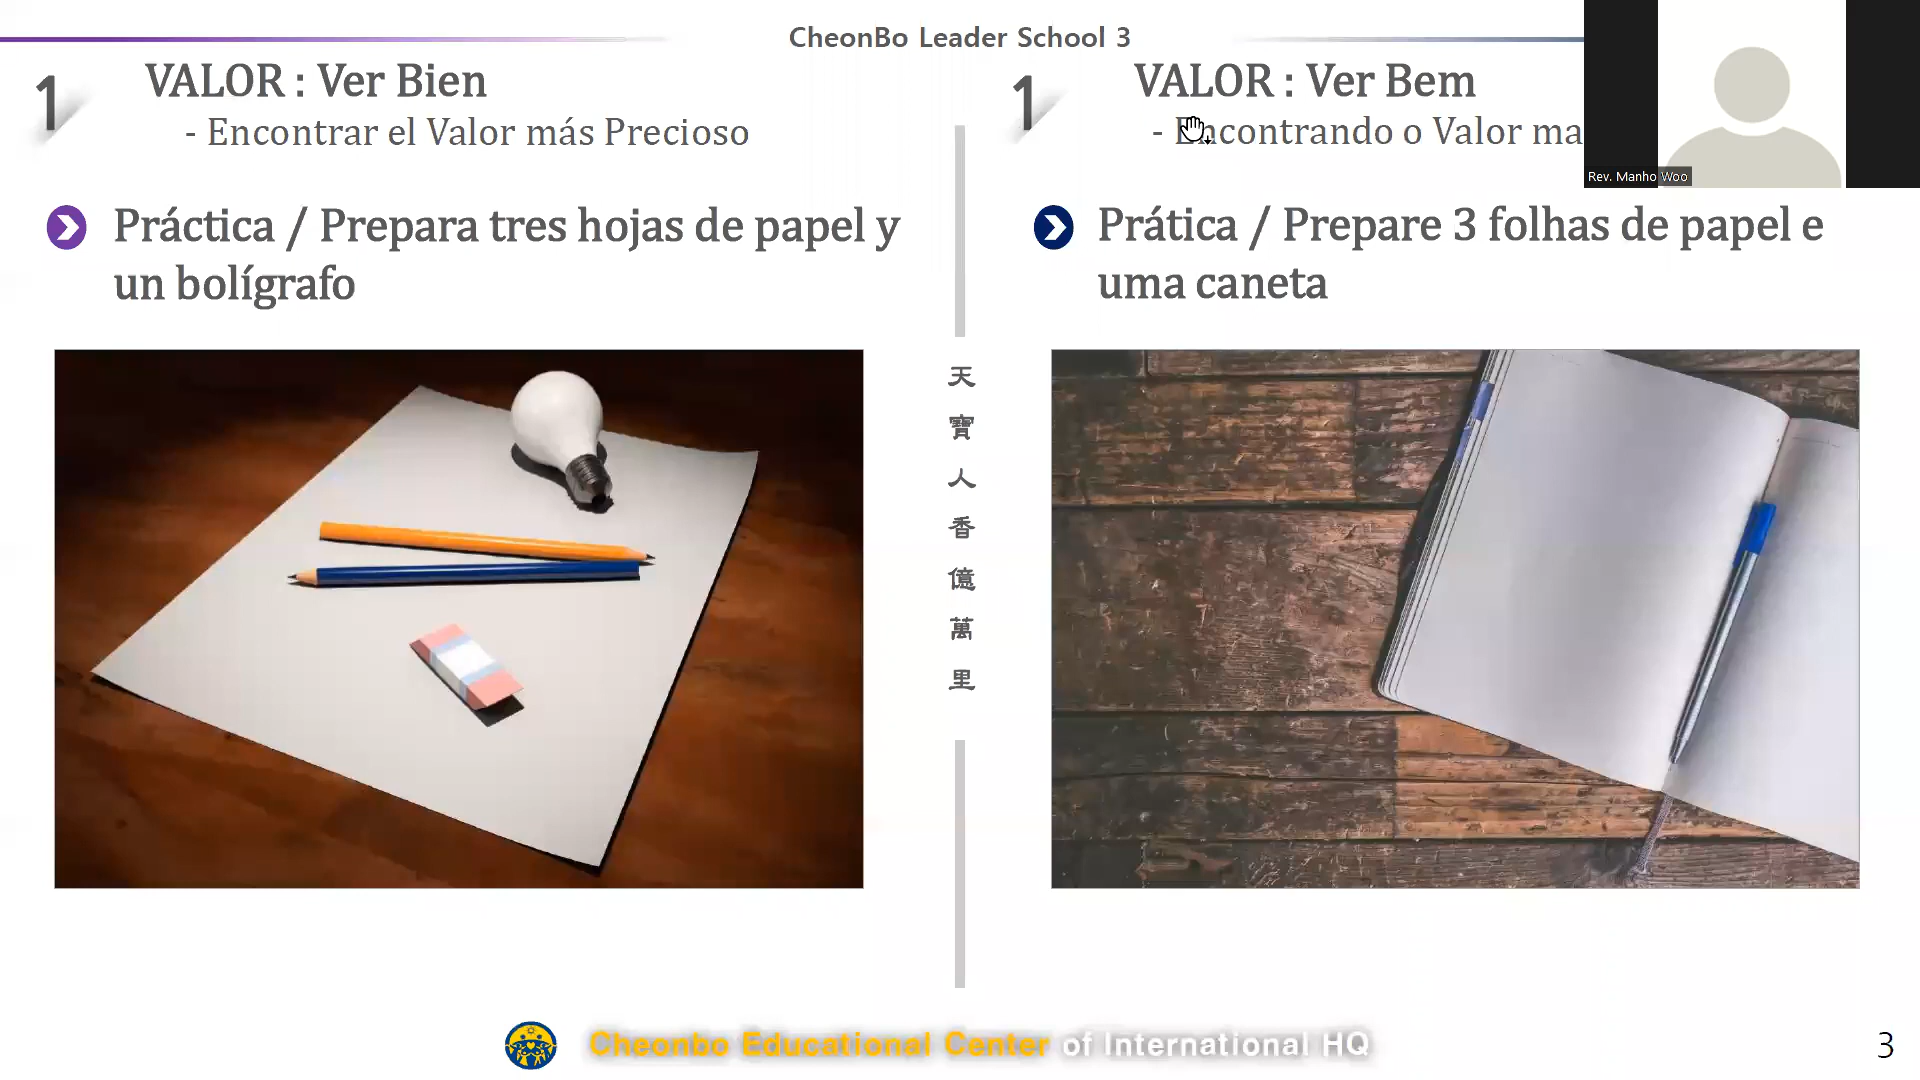 CheonBo Leader School 3
1
VALOR : Ver Bien
- Encontrar el Valor más Precioso
Práctica / Prepara tres hojas de papel y
un bolígrafo
天
寶
人
香
億
萬
里
1
VALOR : Ver Bem
- Encontrando o Valor ma
Rev. Manho Woo
Prática / Prepare 3 folhas de papel e
uma caneta
Cheonbo Educational Center of International HQ
3